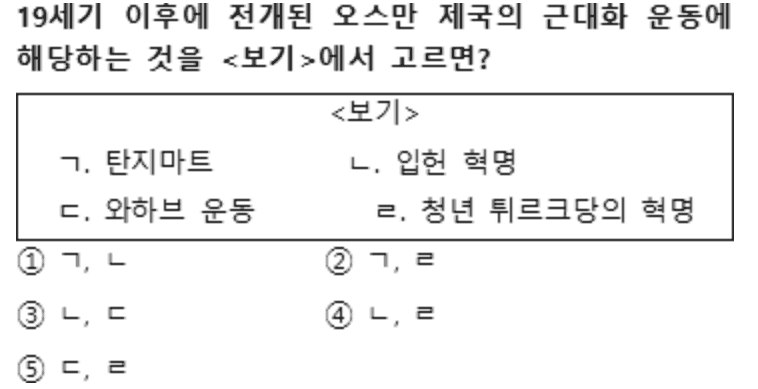 19세기 이후에 전개된 오스만 제국의 근대화 운동에
해당하는 것을 <보기>에서 고르면?
<보기>
ㄱ. 탄지마트 ㄴ. 입헌 혁명
ㄷ. 와하브 운동 ㄹ. 청년 튀르크당의 혁명
① ㄱ, ㄴ ② ㄱ, ㄹ
③ ㄴ, ㄷ ④ ㄴ, ㄹ
⑤ ㄷ, ㄹ